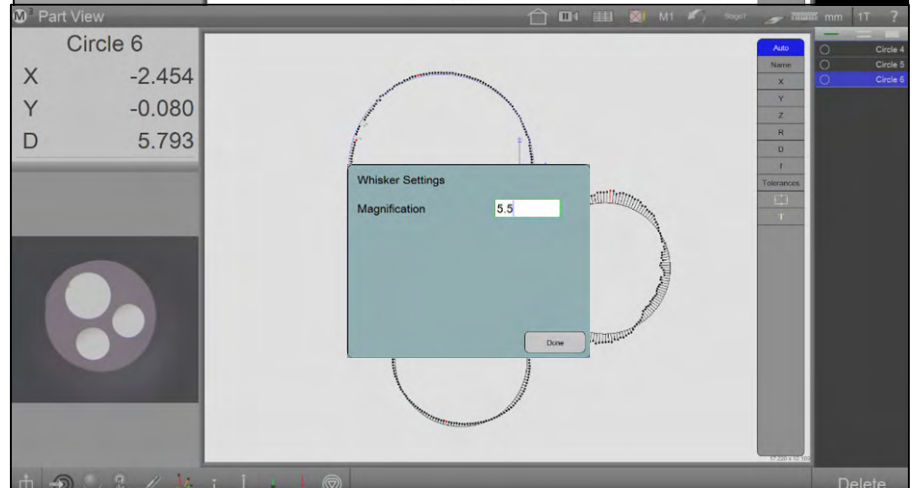 M³ Part View
M1
mm
1T
?
Circle 6
X -2.454
Y -0.080
D 5.793
Whisker Settings
Magnification 5.5
Done
Auto
Name
X
Y
Z
R
D
r
Tolerances
T
Circle 4
Circle 5
Circle 6
Delete